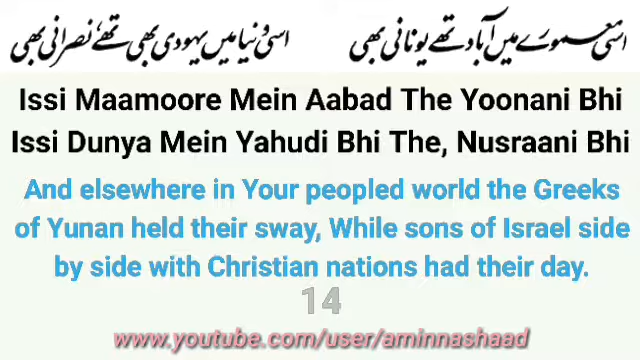 اسی معمورے میں آباد تھے یونانی بھی اسی دنیا میں یہودی بھی تھے، نصرانی بھی
Issi Maamoore Mein Aabad The Yoonani Bhi
Issi Dunya Mein Yahudi Bhi The, Nusraani Bhi
And elsewhere in Your peopled world the Greeks
of Yunan held their sway, While sons of Israel side
by side with Christian nations had their day.
14
www.youtube.com/user/aminnashaad